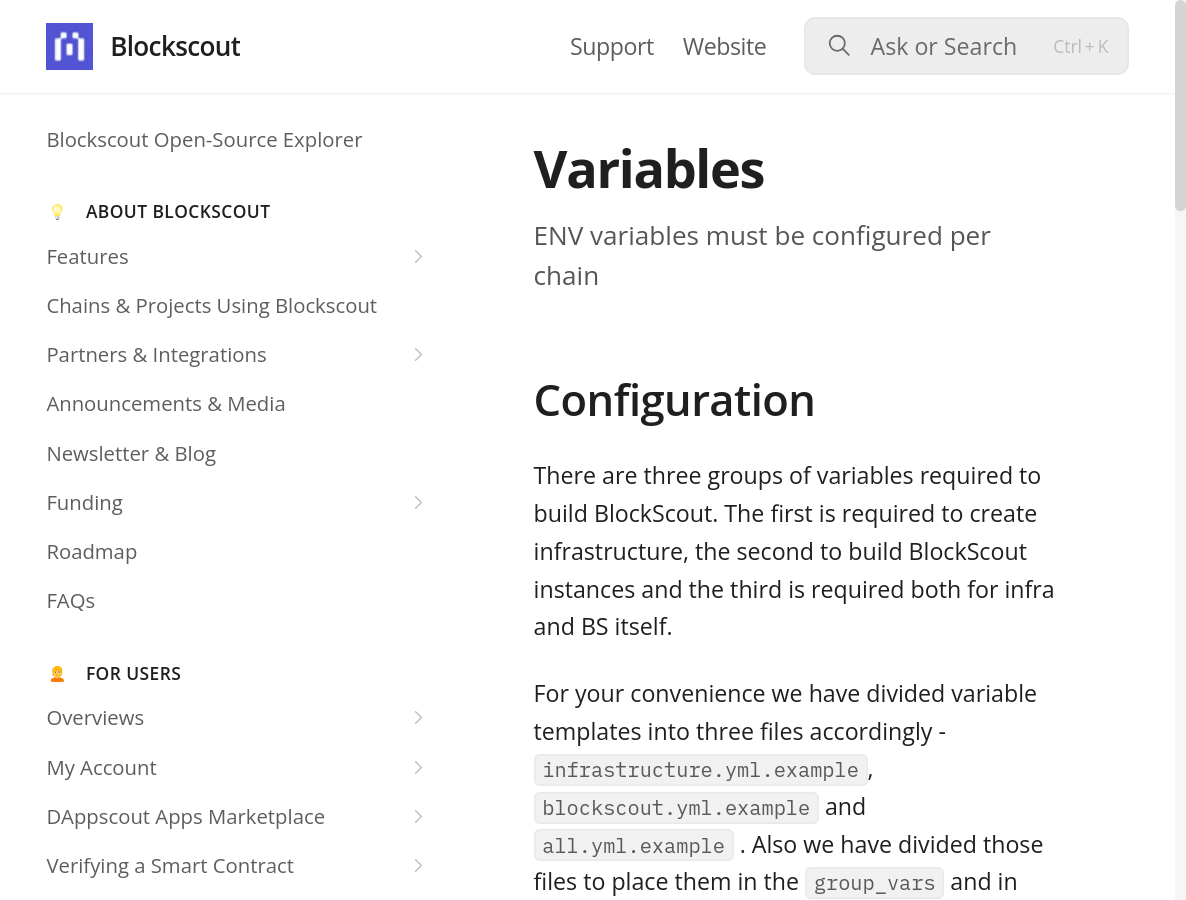 Blockscout
Support
Website
Ask or Search
Ctrl + K
Blockscout Open-Source Explorer
ABOUT BLOCKSCOUT
Features
Chains & Projects Using Blockscout
Partners & Integrations
Announcements & Media
Newsletter & Blog
Funding
Roadmap
FAQs
FOR USERS
Overviews
My Account
DAppscout Apps Marketplace
Verifying a Smart Contract
Variables
ENV variables must be configured per
chain
Configuration
There are three groups of variables required to
build BlockScout. The first is required to create
infrastructure, the second to build BlockScout
instances and the third is required both for infra
and BS itself.
For your convenience we have divided variable
templates into three files accordingly -
infrastructure.yml.example ,
blockscout.yml.example and
all.yml.example . Also we have divided those
files to place them in the group_vars and in